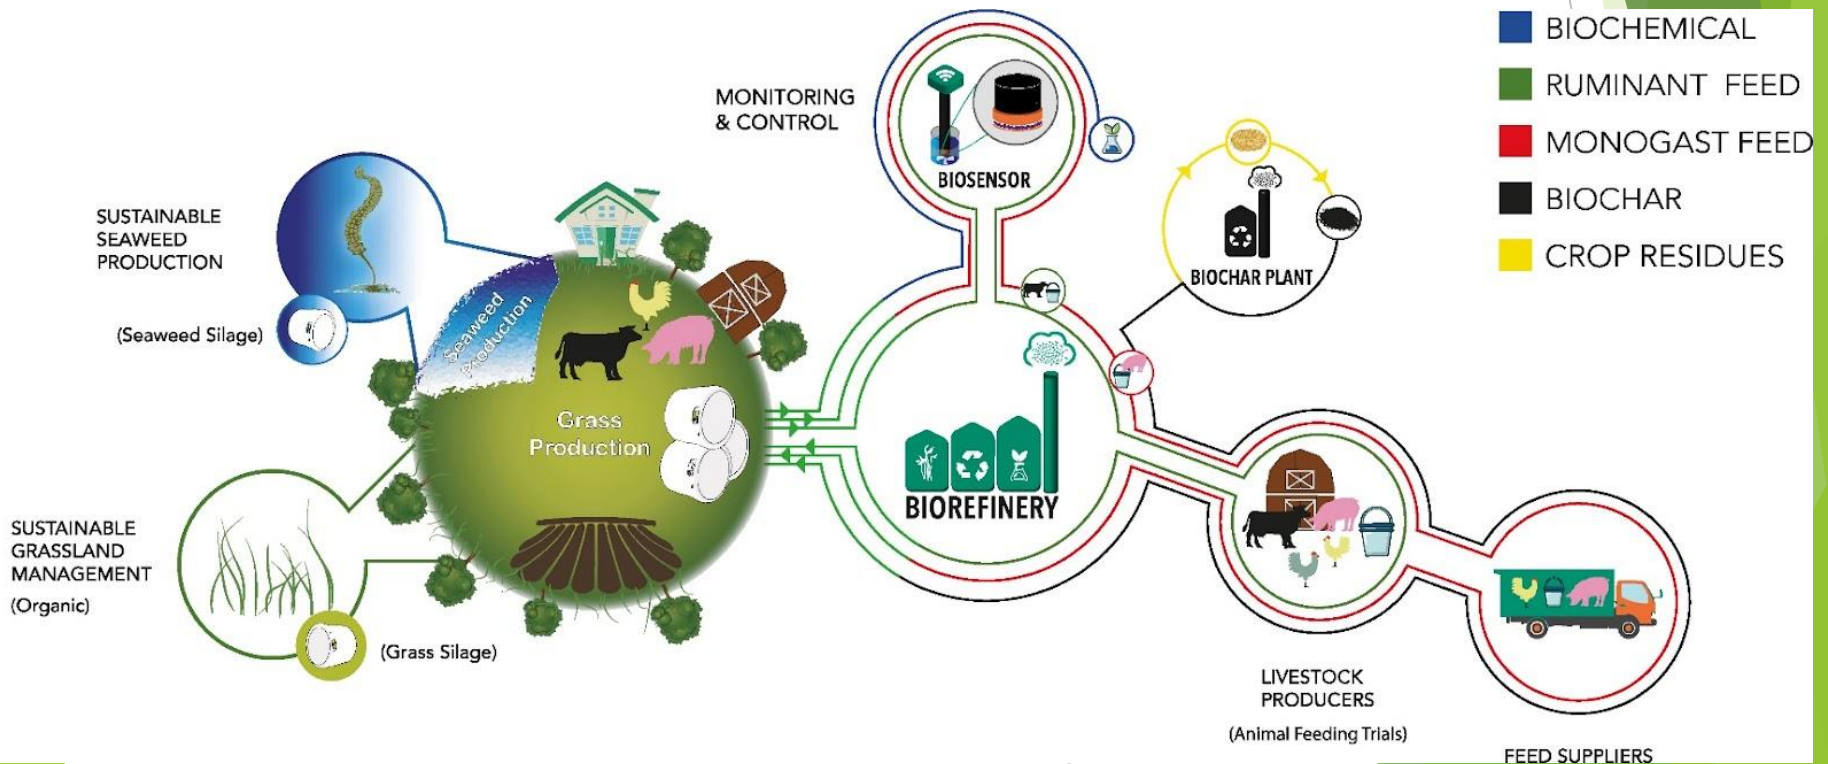 MONITORING
& CONTROL
BIOSENSOR
BIOCHEMICAL
RUMINANT FEED
MONOGAST FEED
BIOCHAR
CROP RESIDUES
BIOCHAR PLANT
SUSTAINABLE
SEAWEED
PRODUCTION
(Seaweed Silage)
Seaweed
Production
Grass
Production
BIOREFINERY
SUSTAINABLE
GRASSLAND
MANAGEMENT
(Organic)
(Grass Silage)
LIVESTOCK
PRODUCERS
(Animal Feeding Trials)
FEED SUPPLIERS